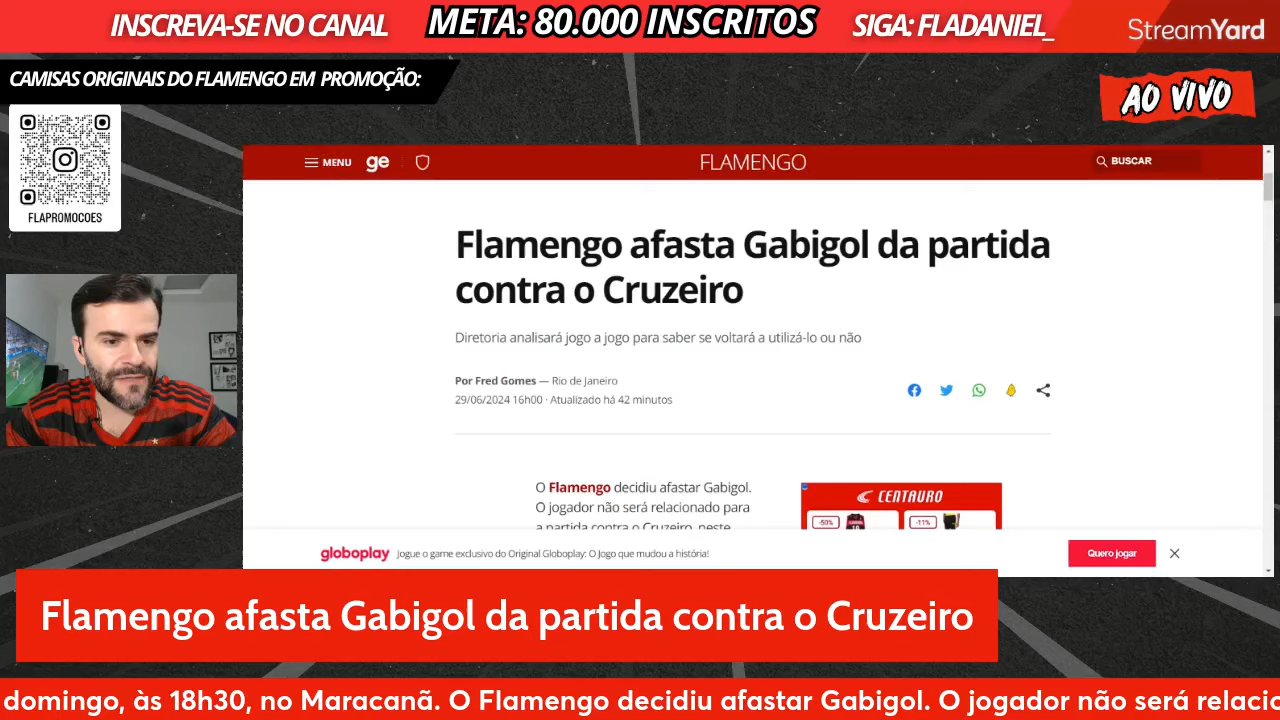 INSCREVA-SE NO CANAL
META: 80.000 INSCRITOS
SIGA: FLADANIEL_
StreamYard
CAMISAS ORIGINAIS DO FLAMENGO EM PROMOÇÃO:
AO VIVO
FLAPROMOCOES
MENU
ge
FLAMENGO
BUSCAR
Flamengo afasta Gabigol da partida
contra o Cruzeiro
Diretoria analisará jogo a jogo para saber se voltará a utilizá-lo ou não
Por Fred Gomes — Rio de Janeiro
29/06/2024 16h00 · Atualizado há 42 minutos
O Flamengo decidiu afastar Gabigol.
O jogador não será relacionado para
a partida contra o Cruzeiro, neste
CENTAURO
-50%
-11%
globoplay
Jogue o game exclusivo do Original Globoplay: O Jogo que mudou a história!
Quero jogar
Flamengo afasta Gabigol da partida contra o Cruzeiro
domingo, às 18h30, no Maracanã. O Flamengo decidiu afastar Gabigol. O jogador não será relacio